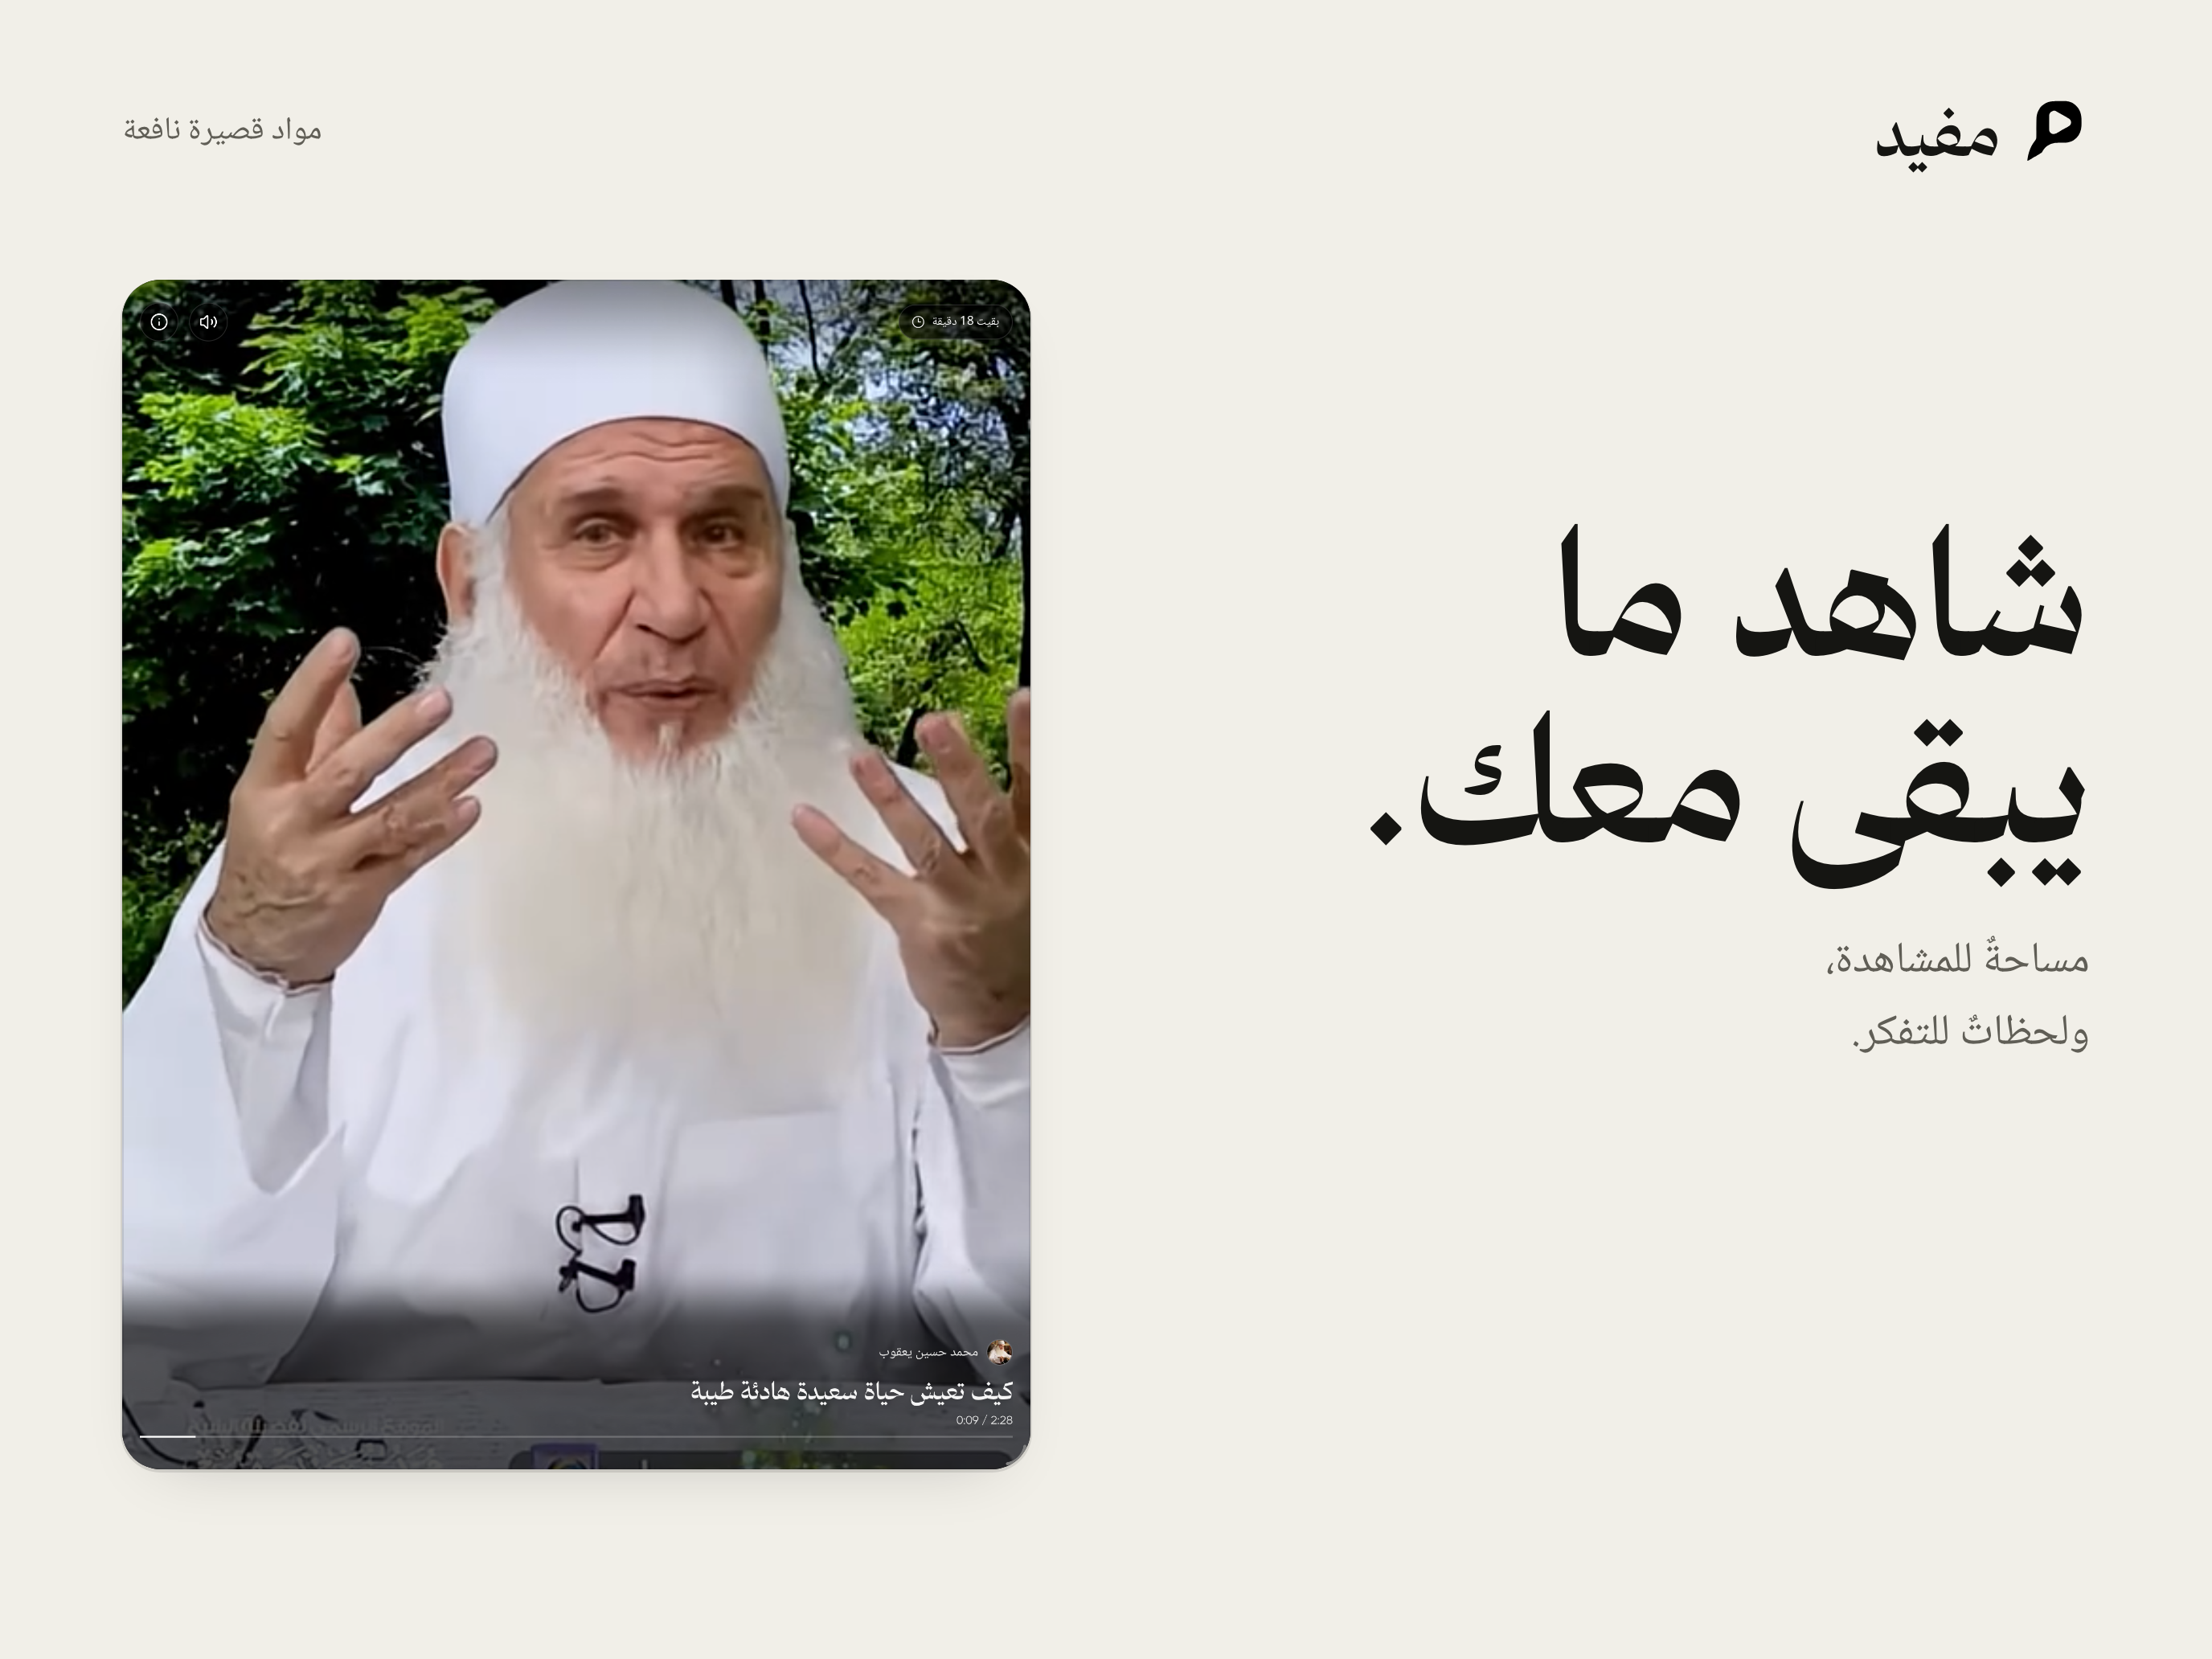 مفيد
مواد قصيرة نافعة
شاهد ما
يبقى معك.
مساحةٌ للمشاهدة،
ولحظاتٌ للتفكر.
بقيت 18 دقيقة
محمد حسين يعقوب
كيف تعيش حياة سعيدة هادئة طيبة
0:09 / 2:28